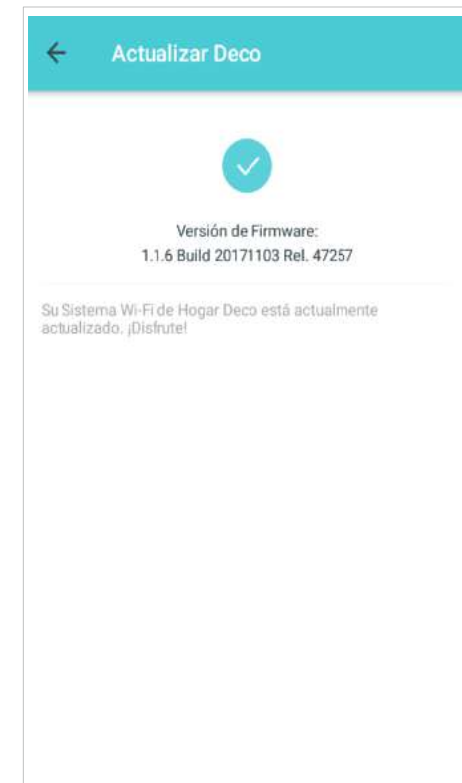 Actualizar Deco
Versión de Firmware:
1.1.6 Build 20171103 Rel. 47257
Su Sistema Wi-Fi de Hogar Deco está actualmente
actualizado. ¡Disfrute!